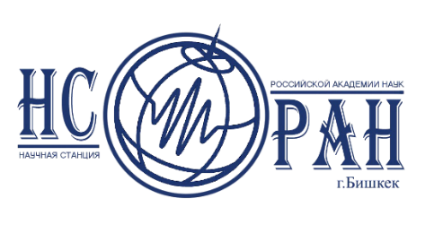 НС РАН
НАУЧНАЯ СТАНЦИЯ
РОССИЙСКОЙ АКАДЕМИИ НАУК
г.Бишкек